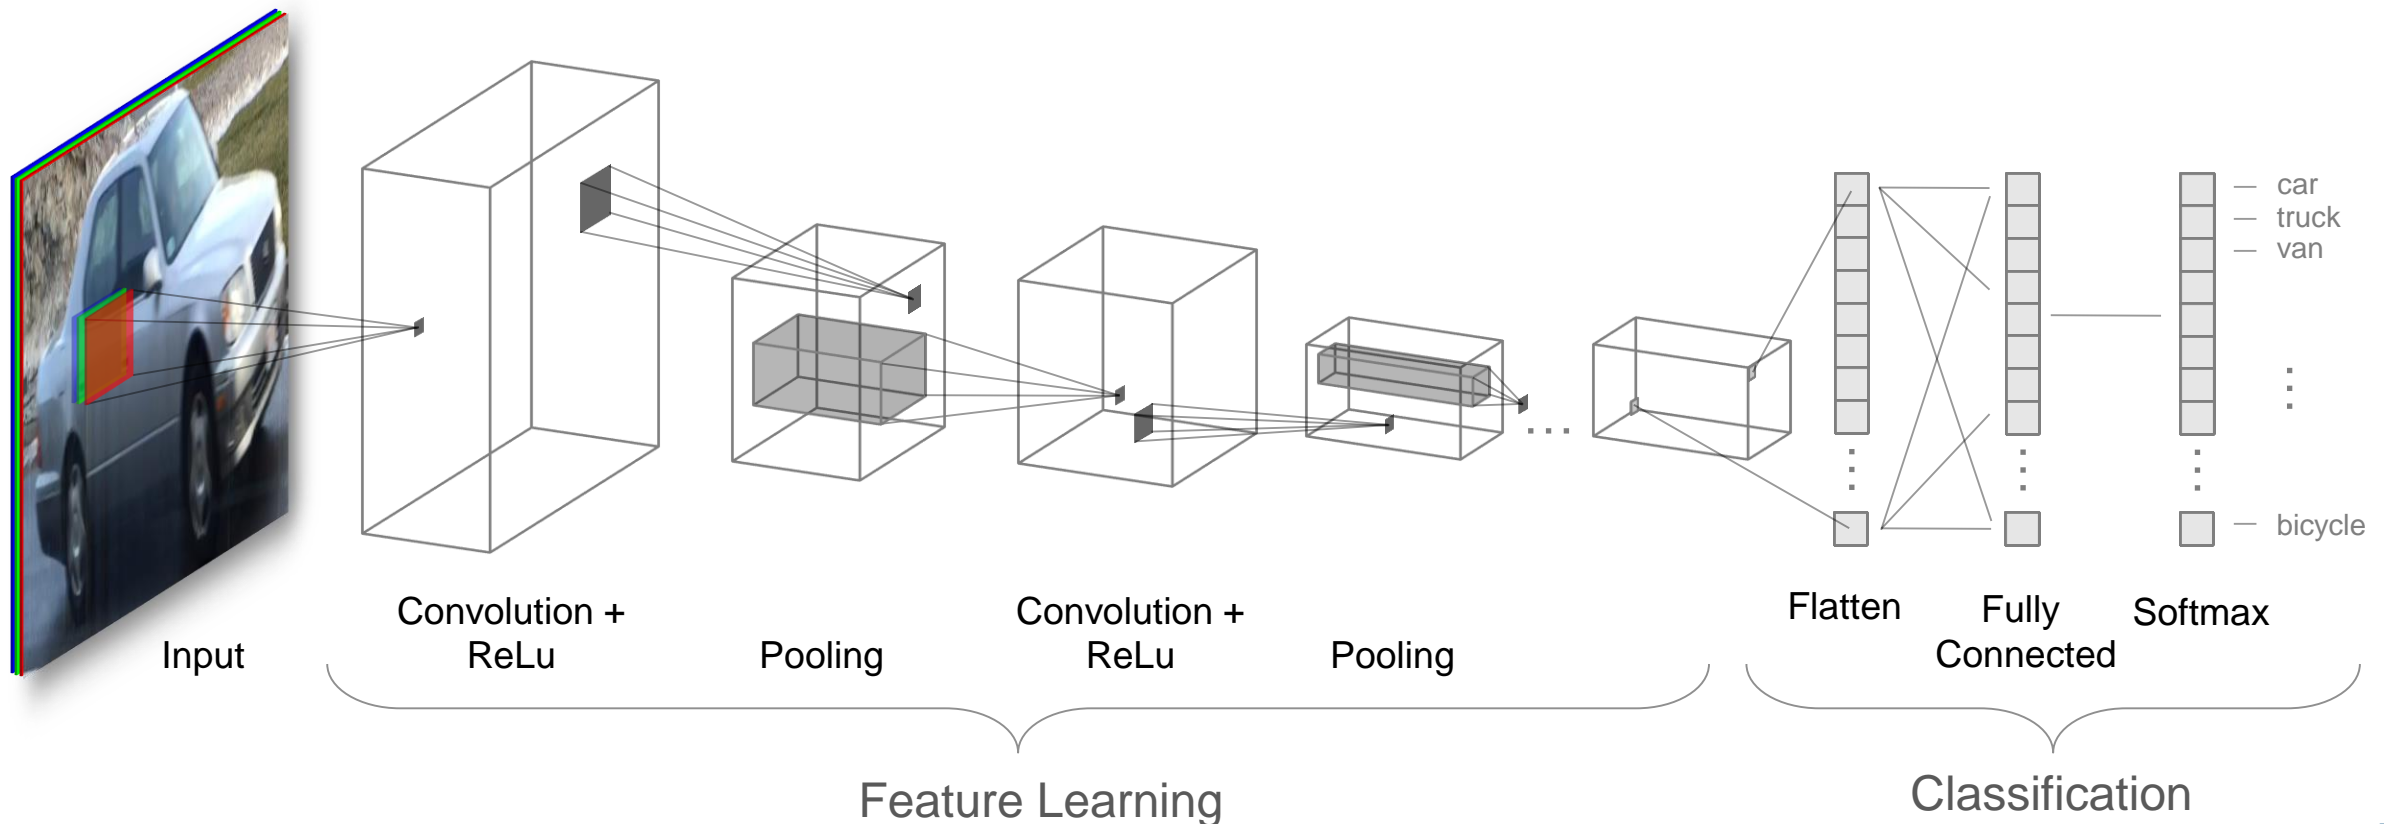 car
truck
van
bicycle
Input
Convolution +
ReLu
Pooling
Convolution +
ReLu
Pooling
Flatten
Fully
Connected
Softmax
Feature Learning
Classification